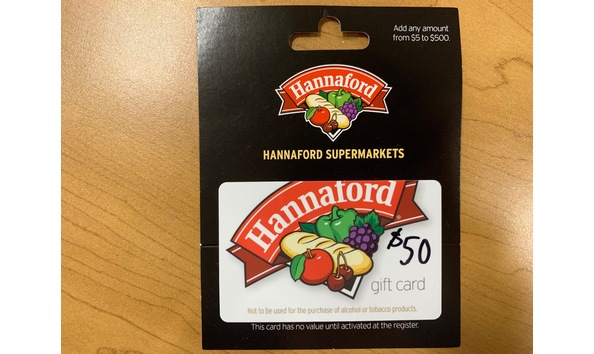 Add any amount
from $5 to $500.
Hannaford
HANNAFORD SUPERMARKETS
Hannaford®
$50
gift card
Not to be used for the purchase of alcohol or tobacco products.
This card has no value until activated at the register.